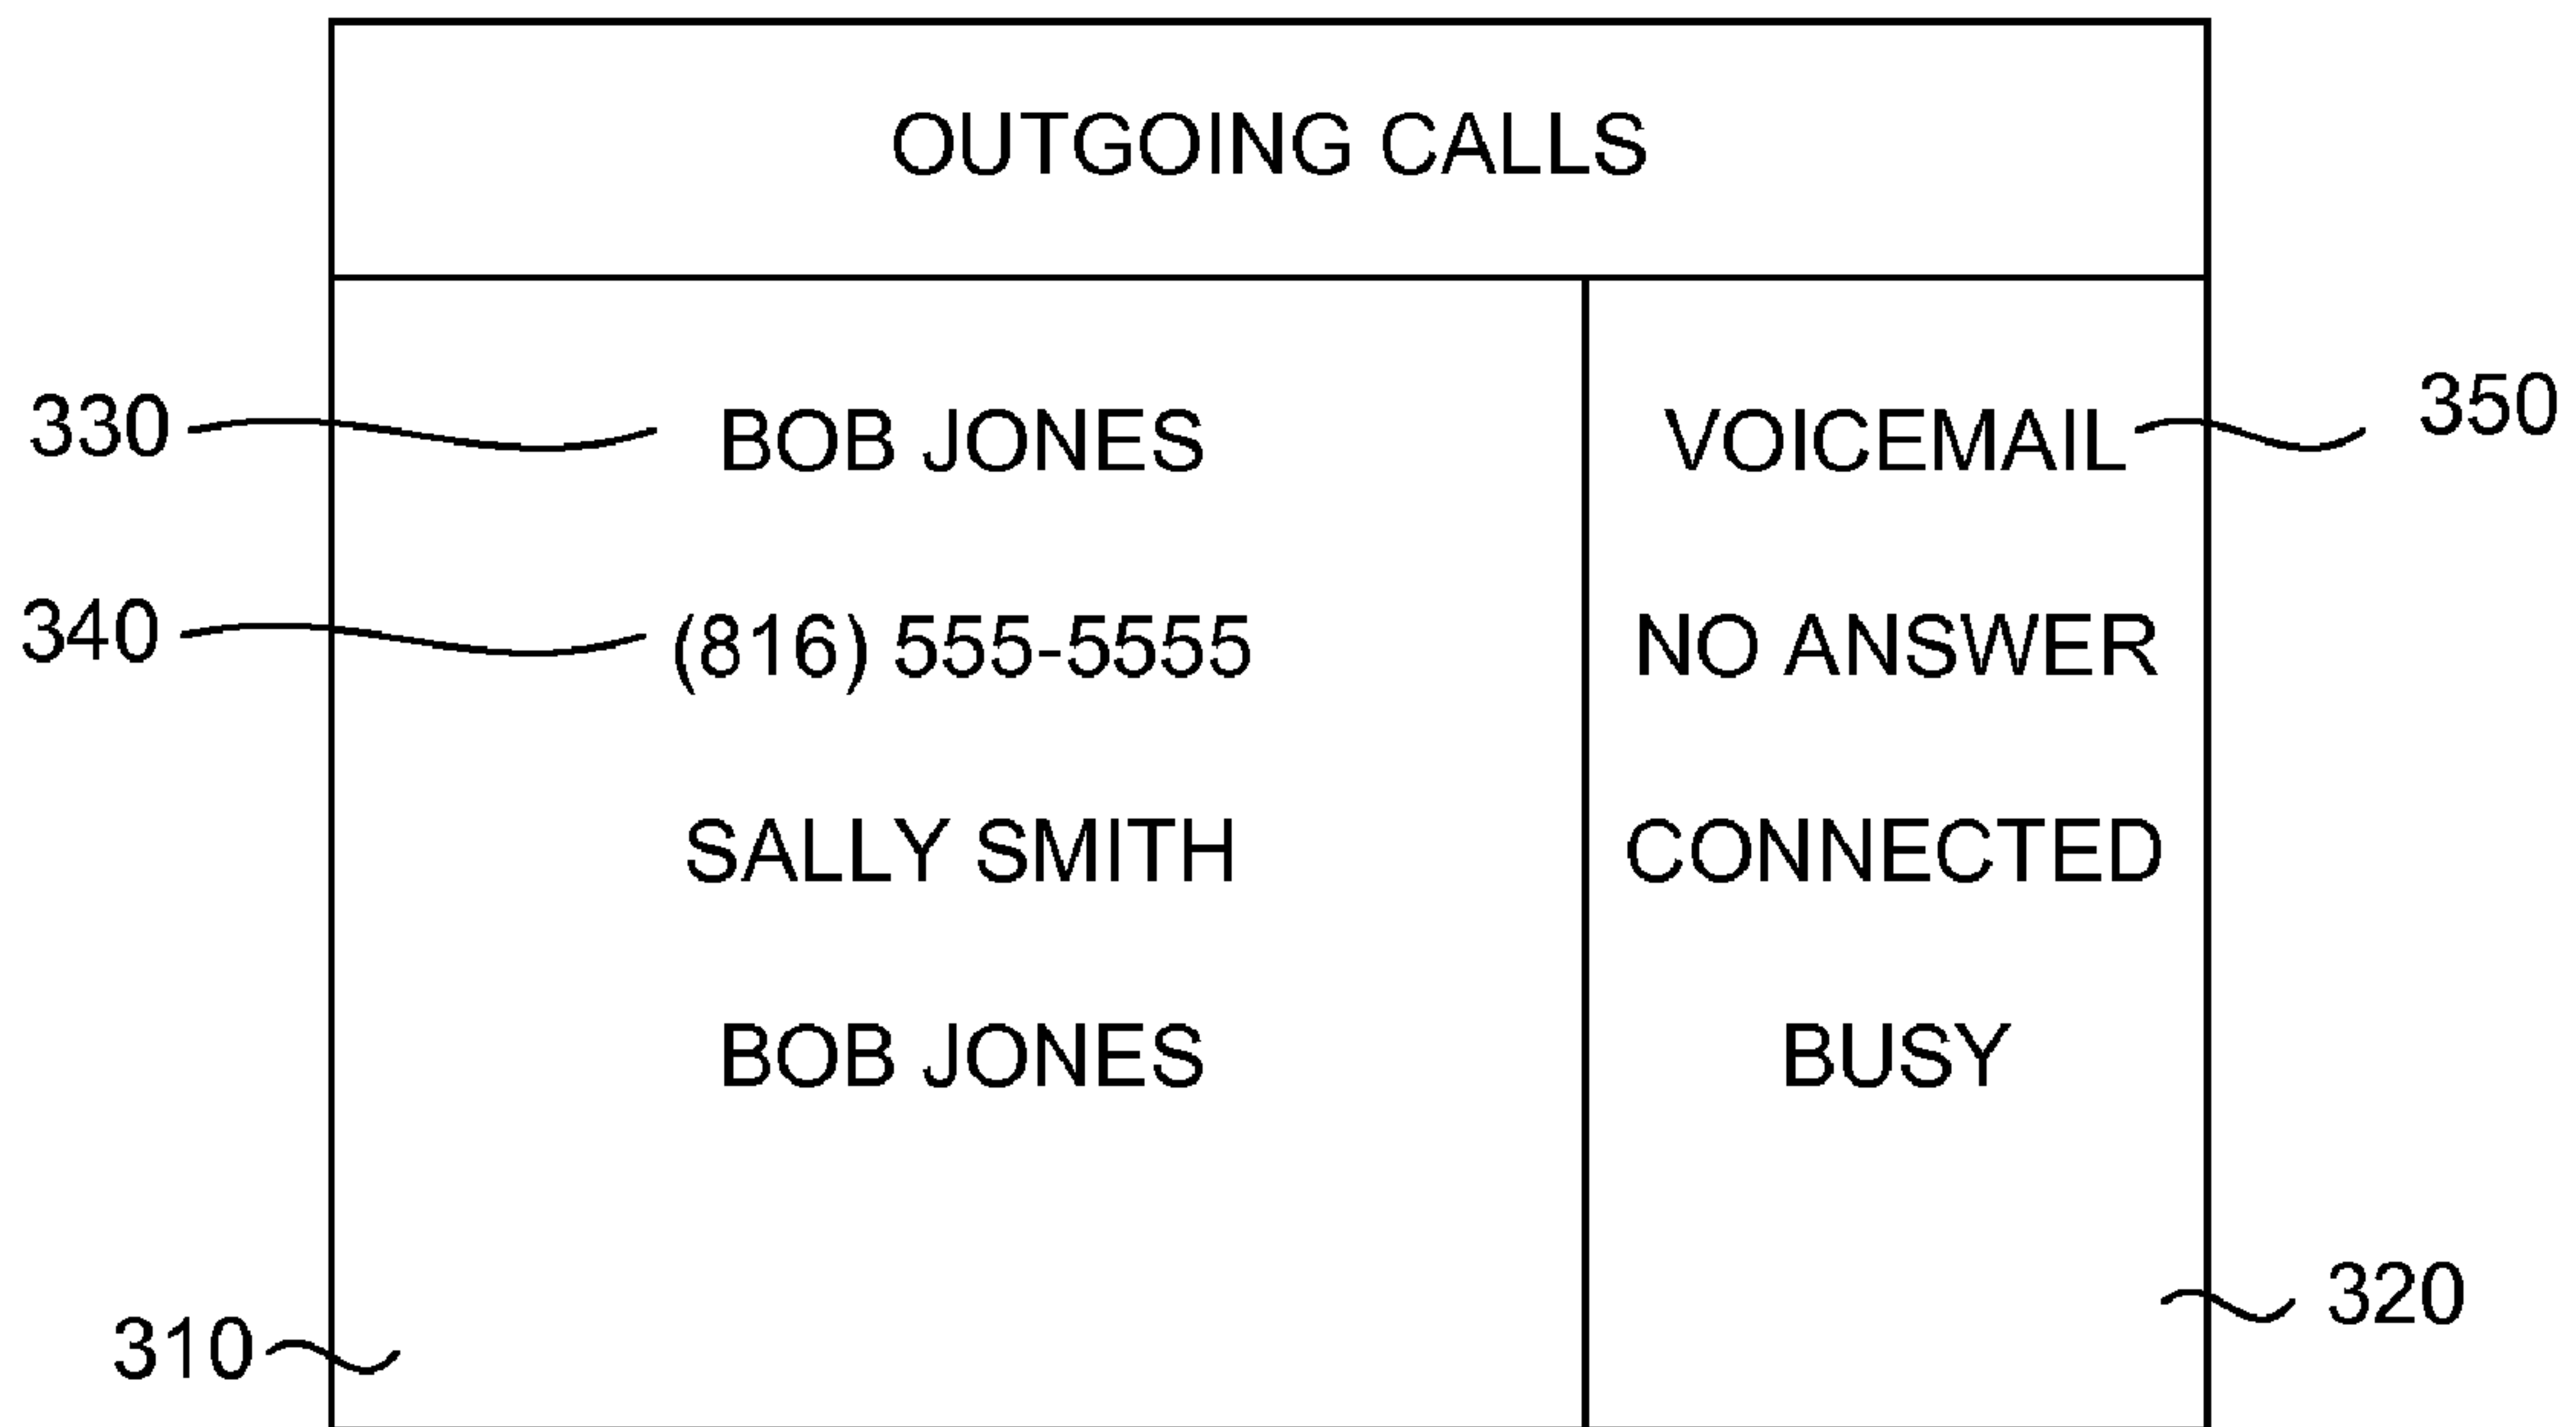 OUTGOING CALLS
330 BOB JONES VOICEMAIL 350
340 (816) 555-5555 NO ANSWER
SALLY SMITH CONNECTED
BOB JONES BUSY
320
310